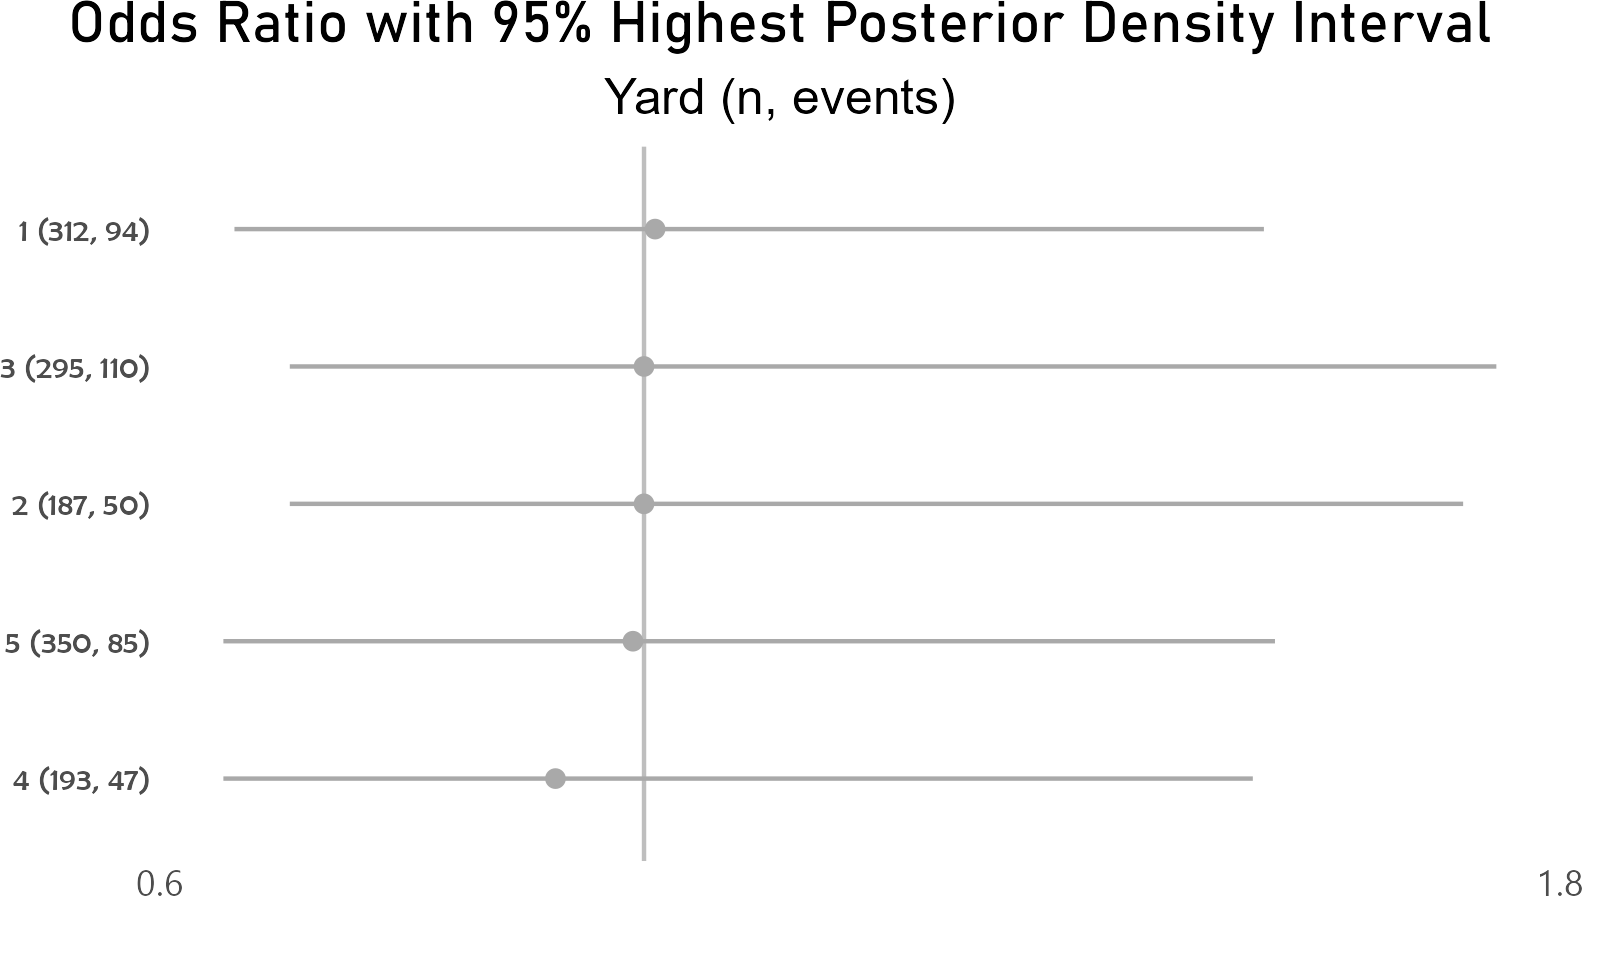 Odds Ratio with 95% Highest Posterior Density Interval
Yard (n, events)
1 (312, 94)
3 (295, 110)
2 (187, 50)
5 (350, 85)
4 (193, 47)
0.6 1.8